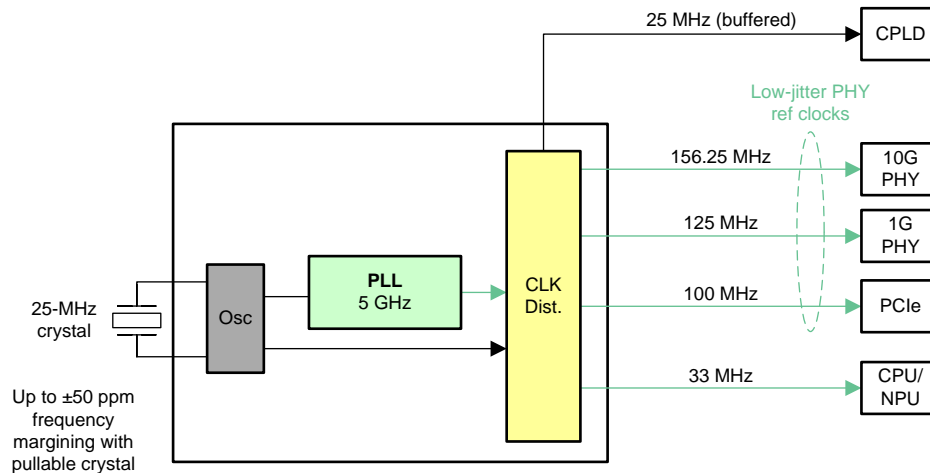 25 MHz (buffered)
CPLD
Low-jitter PHY
ref clocks
156.25 MHz
10G
PHY
125 MHz
1G
PHY
PLL
5 GHz
CLK
Dist.
100 MHz
PCIe
25-MHz
crystal
Osc
33 MHz
CPU/
NPU
Up to ±50 ppm
frequency
margining with
pullable crystal